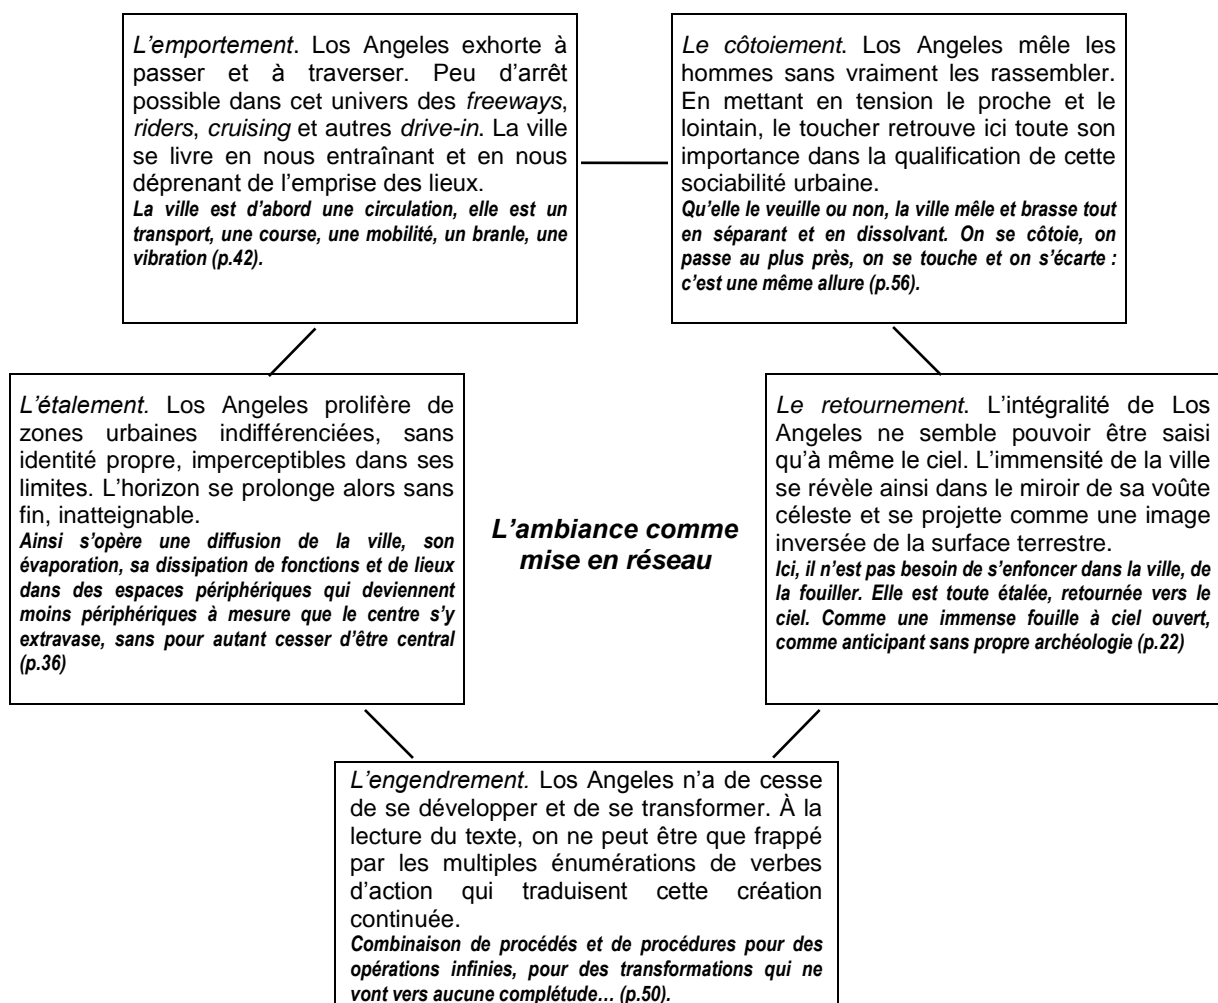 L'emportement. Los Angeles exhorte à
passer et à traverser. Peu d'arrêt
possible dans cet univers des freeways,
riders, cruising et autres drive-in. La ville
se livre en nous entraînant et en nous
déprenant de l'emprise des lieux.
La ville est d'abord une circulation, elle est un
transport, une course, une mobilité, un branle, une
vibration (p.42).
Le côtoiement. Los Angeles mêle les
hommes sans vraiment les rassembler.
En mettant en tension le proche et le
lointain, le toucher retrouve ici toute son
importance dans la qualification de cette
sociabilité urbaine.
Qu'elle le veuille ou non, la ville mêle et brasse tout
en séparant et en dissolvant. On se côtoie, on
passe au plus près, on se touche et on s'écarte :
c'est une même allure (p.56).
L'étalement. Los Angeles prolifère de
zones urbaines indifférenciées, sans
identité propre, imperceptibles dans ses
limites. L'horizon se prolonge alors sans
fin, inatteignable.
Ainsi s'opère une diffusion de la ville, son
évaporation, sa dissipation de fonctions et de lieux
dans des espaces périphériques qui deviennent
moins périphériques à mesure que le centre s'y
extravase, sans pour autant cesser d'être central
(p.36)
L'ambiance comme
mise en réseau
Le retournement. L'intégralité de Los
Angeles ne semble pouvoir être saisi
qu'à même le ciel. L'immensité de la ville
se révèle ainsi dans le miroir de sa voûte
céleste et se projette comme une image
inversée de la surface terrestre.
Ici, il n'est pas besoin de s'enfoncer dans la ville, de
la fouiller. Elle est toute étalée, retournée vers le
ciel. Comme une immense fouille à ciel ouvert,
comme anticipant sans propre archéologie (p.22)
L'engendrement. Los Angeles n'a de cesse
de se développer et de se transformer. À la
lecture du texte, on ne peut être que frappé
par les multiples énumérations de verbes
d'action qui traduisent cette création
continuée.
Combinaison de procédés et de procédures pour des
opérations infinies, pour des transformations qui ne
vont vers aucune complétude… (p.50).